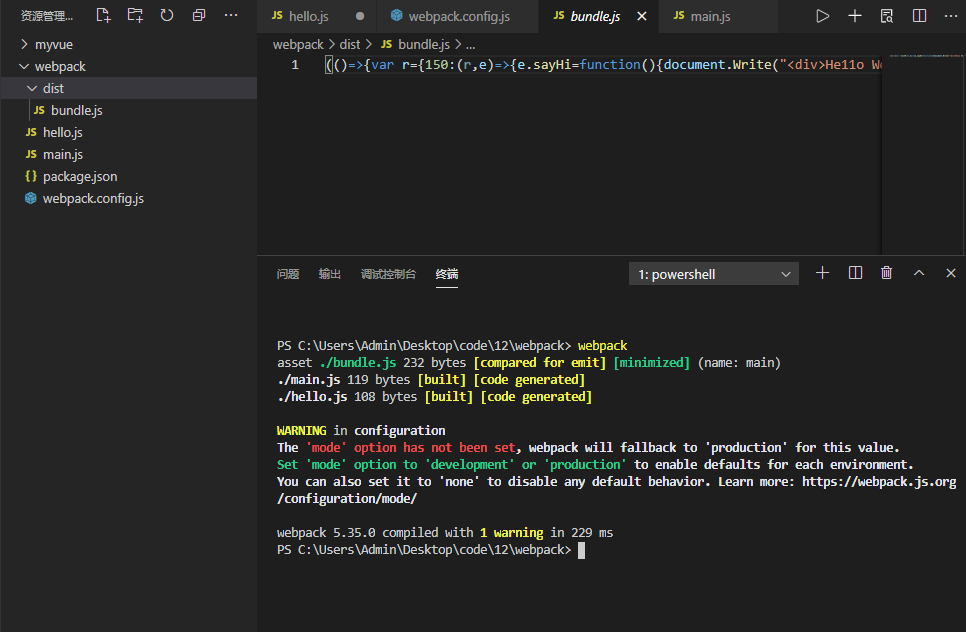 资源管理...
myvue
webpack
dist
JS bundle.js
JS hello.js
JS main.js
{} package.json
webpack.config.js
JS hello.js
webpack.config.js
JS bundle.js
JS main.js
webpack > dist > JS bundle.js > ...
1 (()=>{var r={150:(r,e)=>{e.sayHi=function(){document.Write("<div>He11o W
问题 输出 调试控制台 终端
1: powershell
PS C:\Users\Admin\Desktop\code\12\webpack> webpack
asset ./bundle.js 232 bytes [compared for emit] [minimized] (name: main)
./main.js 119 bytes [built] [code generated]
./hello.js 108 bytes [built] [code generated]
WARNING in configuration
The 'mode' option has not been set, webpack will fallback to 'production' for this value.
Set 'mode' option to 'development' or 'production' to enable defaults for each environment.
You can also set it to 'none' to disable any default behavior. Learn more: https://webpack.js.org
/configuration/mode/
webpack 5.35.0 compiled with 1 warning in 229 ms
PS C:\Users\Admin\Desktop\code\12\webpack>